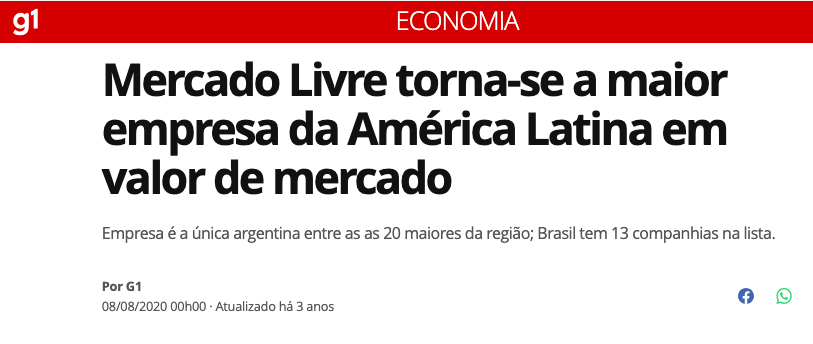 g1
ECONOMIA
Mercado Livre torna-se a maior
empresa da América Latina em
valor de mercado
Empresa é a única argentina entre as as 20 maiores da região; Brasil tem 13 companhias na lista.
Por G1
08/08/2020 00h00 · Atualizado há 3 anos